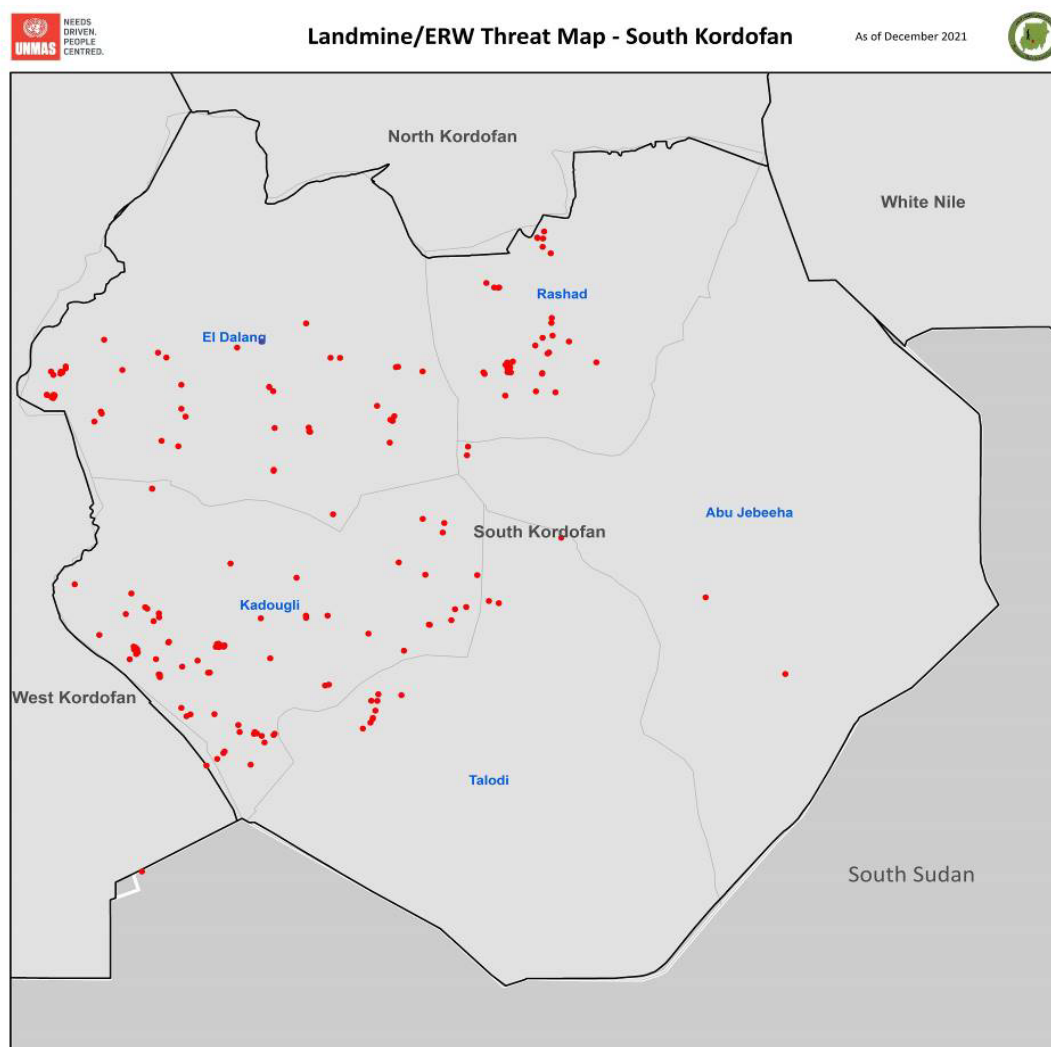 UNMAS
NEEDS
DRIVEN.
PEOPLE
CENTRED.
Landmine/ERW Threat Map - South Kordofan
As of December 2021
North Kordofan
White Nile
Rashad
El Dalang
Abu Jebeeha
South Kordofan
Kadougli
West Kordofan
Talodi
South Sudan